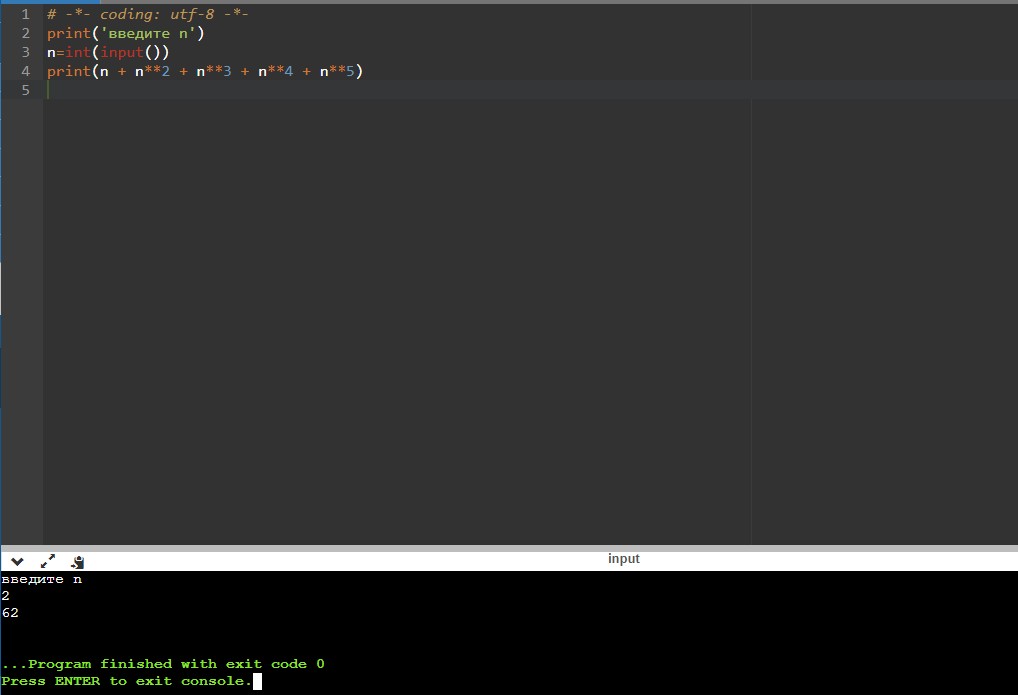 1 # -*- coding: utf-8 -*-
2 print('введите n')
3 n=int(input())
4 print(n + n**2 + n**3 + n**4 + n**5)
5
input
введите n
2
62
...Program finished with exit code 0
Press ENTER to exit console.